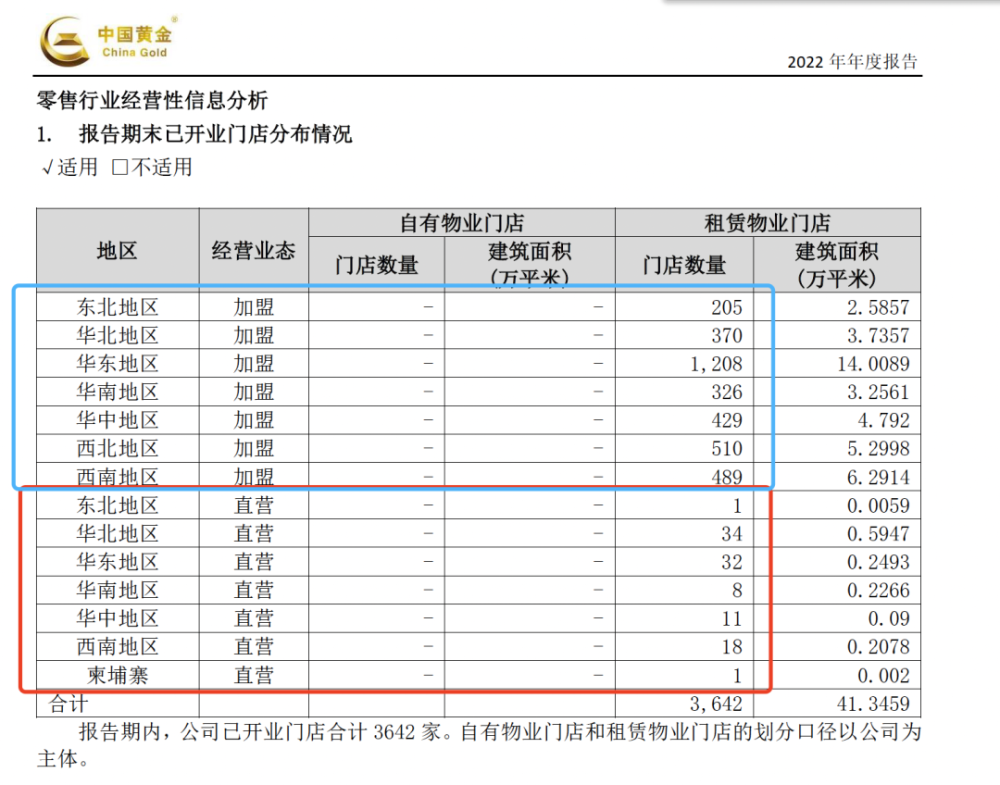 中国黄金®
China Gold
2022 年年度报告
零售行业经营性信息分析
1. 报告期末已开业门店分布情况
√适用 □不适用
地区 经营业态 自有物业门店 租赁物业门店
门店数量 建筑面积(万平米) 门店数量 建筑面积(万平米)
东北地区 加盟 – – 205 2.5857
华北地区 加盟 – – 370 3.7357
华东地区 加盟 – – 1,208 14.0089
华南地区 加盟 – – 326 3.2561
华中地区 加盟 – – 429 4.792
西北地区 加盟 – – 510 5.2998
西南地区 加盟 – – 489 6.2914
东北地区 直营 – – 1 0.0059
华北地区 直营 – – 34 0.5947
华东地区 直营 – – 32 0.2493
华南地区 直营 – – 8 0.2266
华中地区 直营 – – 11 0.09
西南地区 直营 – – 18 0.2078
柬埔寨 直营 – – 1 0.002
合计 3,642 41.3459
报告期内，公司已开业门店合计 3642 家。自有物业门店和租赁物业门店的划分口径以公司为
主体。